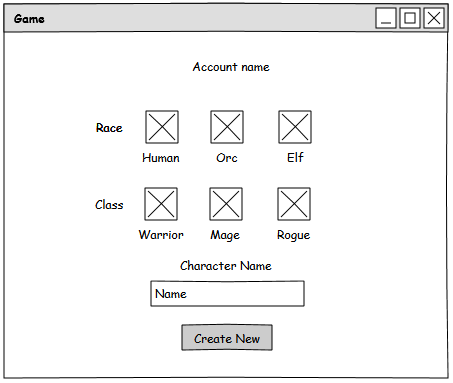 Game
Account name
Race
Human Orc Elf
Class
Warrior Mage Rogue
Character Name
Name
Create New